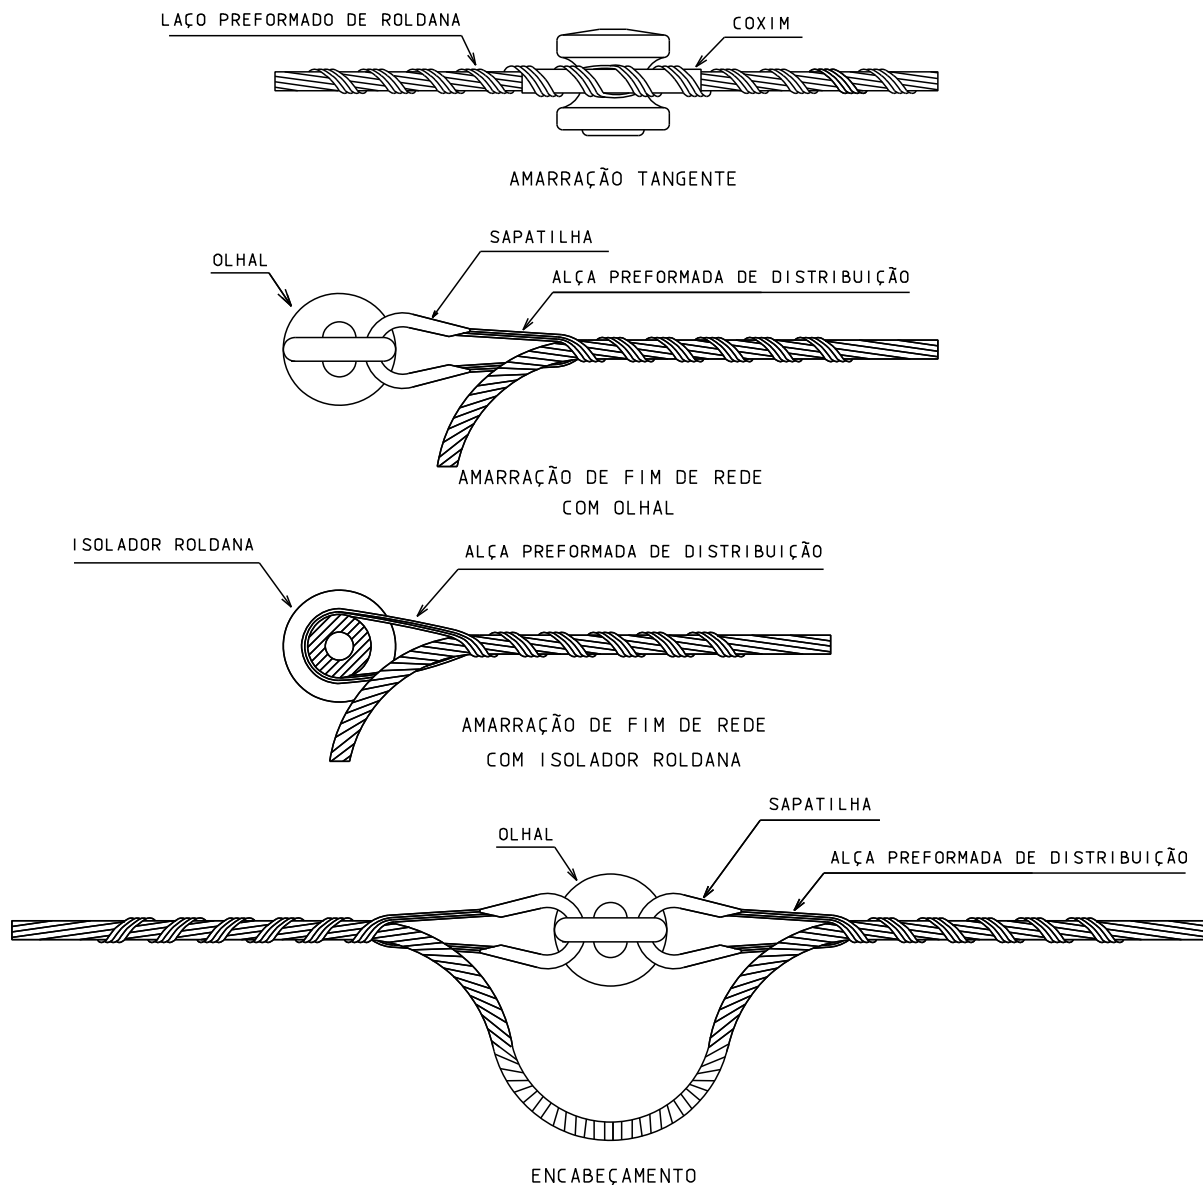 LAÇO PREFORMADO DE ROLDANA
COXIM
AMARRAÇÃO TANGENTE
SAPATILHA
OLHAL
ALÇA PREFORMADA DE DISTRIBUIÇÃO
AMARRAÇÃO DE FIM DE REDE
COM OLHAL
ISOLADOR ROLDANA
ALÇA PREFORMADA DE DISTRIBUIÇÃO
AMARRAÇÃO DE FIM DE REDE
COM ISOLADOR ROLDANA
SAPATILHA
OLHAL
ALÇA PREFORMADA DE DISTRIBUIÇÃO
ENCABEÇAMENTO